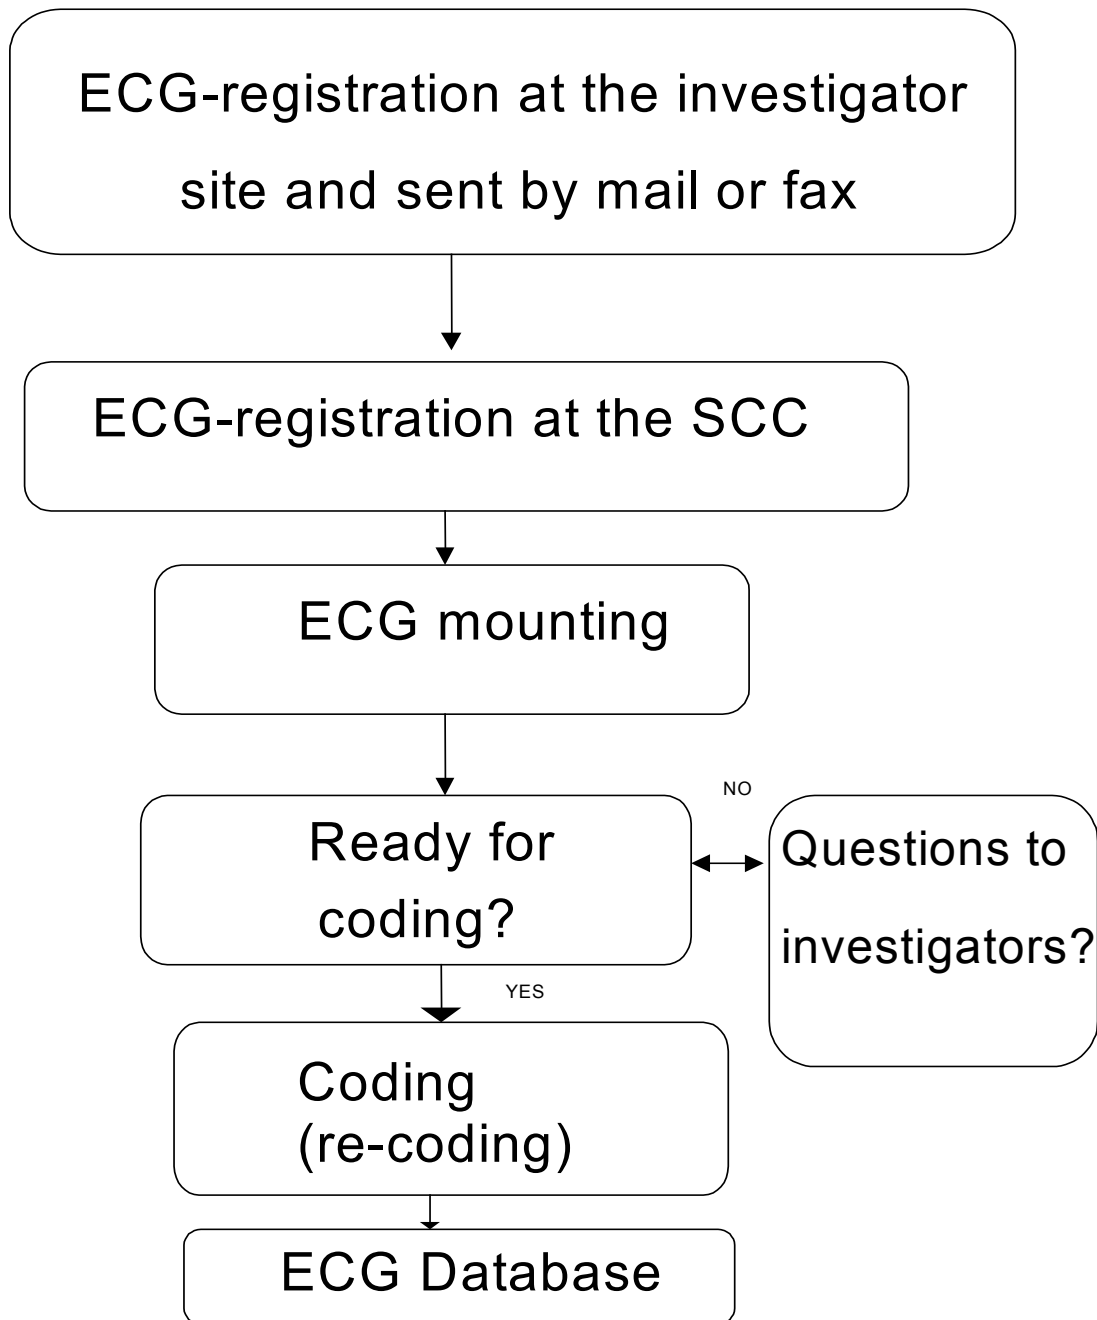 ECG-registration at the investigator
site and sent by mail or fax
ECG-registration at the SCC
ECG mounting
Ready for
coding?
NO
Questions to
investigators?
YES
Coding
(re-coding)
ECG Database